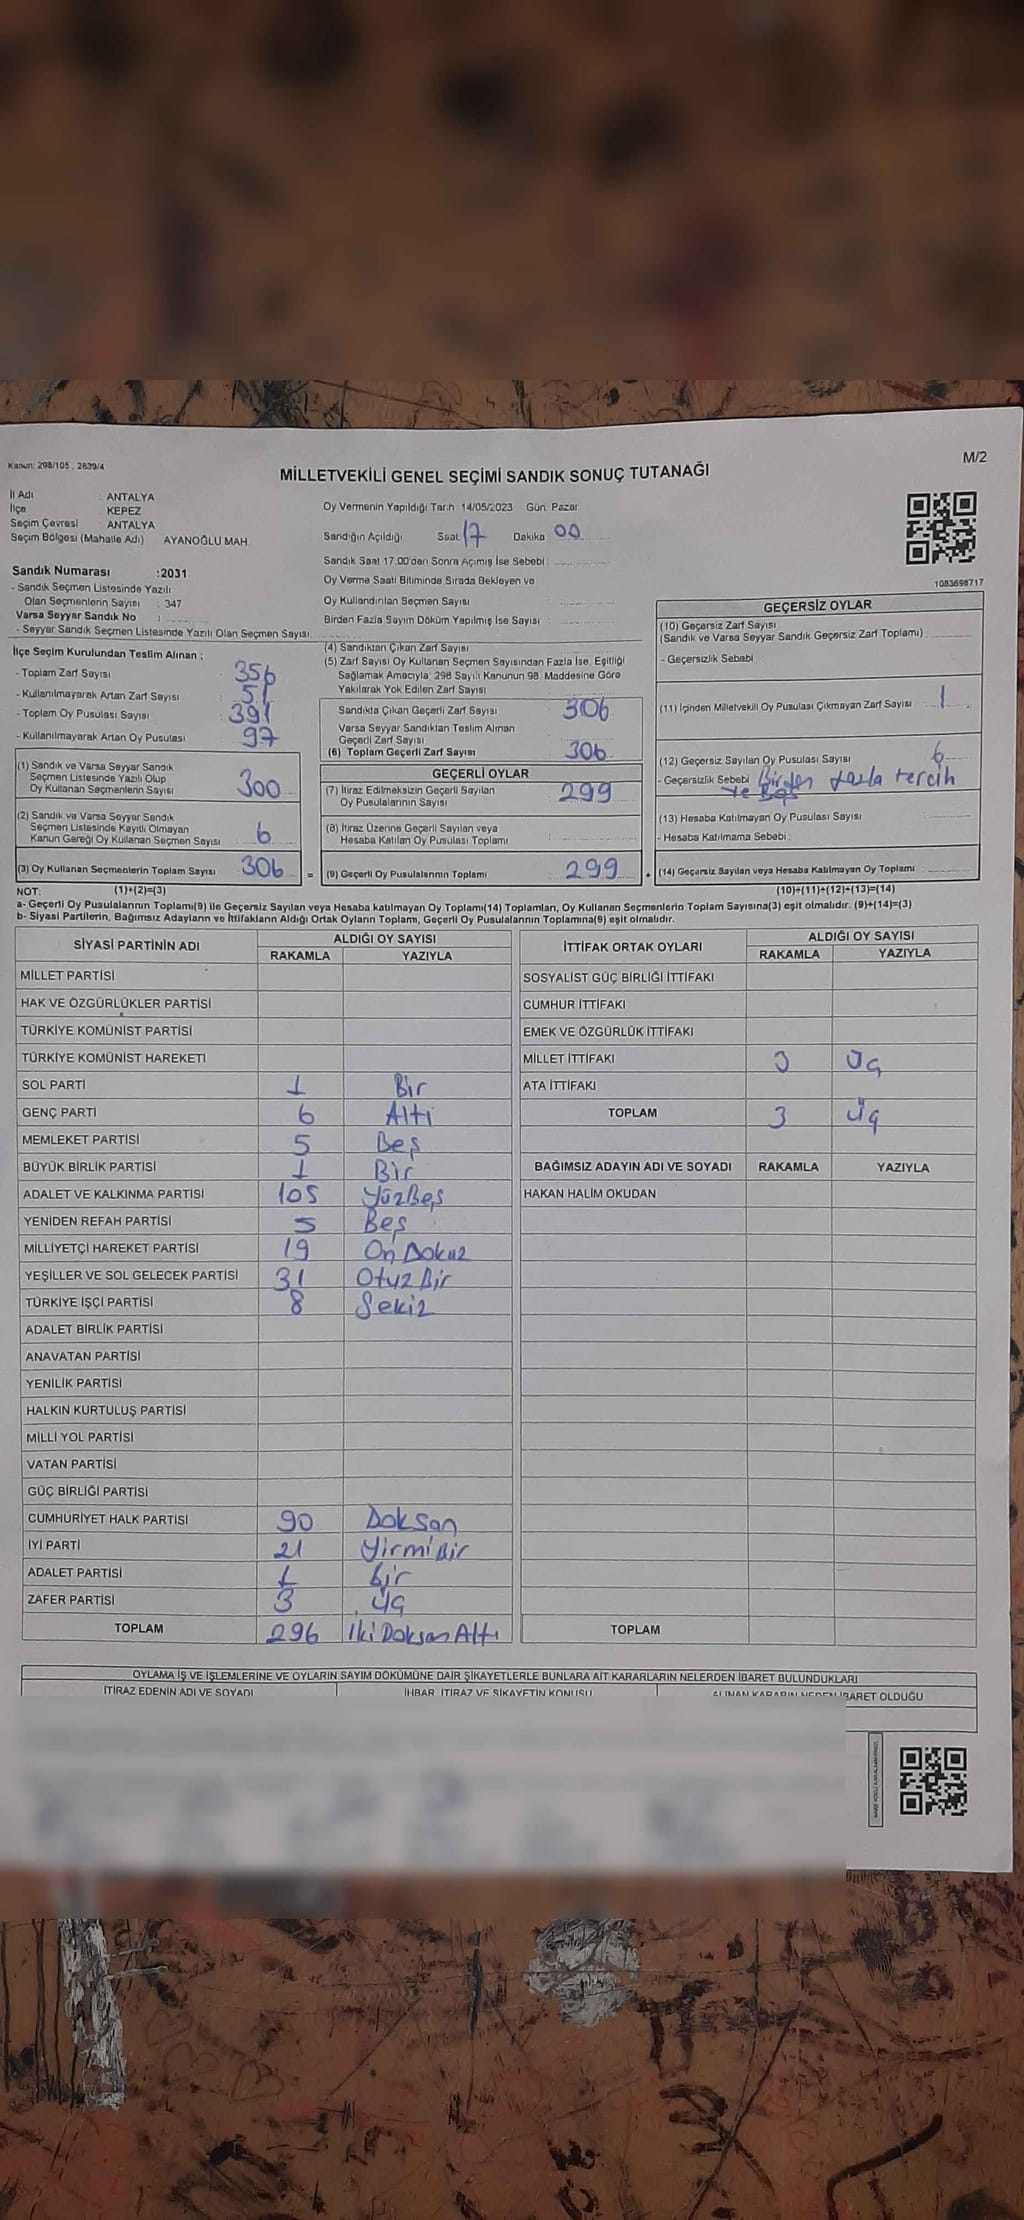 Kanun: 298/105 , 2839/4
M/2
MİLLETVEKİLİ GENEL SEÇİMİ SANDIK SONUÇ TUTANAĞI
İl Adı : ANTALYA
İlçe KEPEZ
Seçim Çevresi : ANTALYA
Seçim Bölgesi (Mahalle Adı) AYANOĞLU MAH.
Sandık Numarası :2031
- Sandık Seçmen Listesinde Yazılı
Olan Seçmenlerin Sayısı : 347
Varsa Seyyar Sandık No :
- Seyyar Sandık Seçmen Listesinde Yazılı Olan Seçmen Sayısı:
Oy Vermenin Yapıldığı Tarih: 14/05/2023 Gün: Pazar
Sandığın Açıldığı Saat 17 Dakika 00
Sandık Saat 17.00'den Sonra Açımış İse Sebebi :
Oy Verme Saati Bitiminde Sırada Bekleyen ve
Oy Kullandırılan Seçmen Sayısı
Birden Fazla Sayım Döküm Yapılmış İse Sayısı :
1083698717
İlçe Seçim Kurulundan Teslim Alınan ;
- Toplam Zarf Sayısı : 356
- Kullanılmayarak Artan Zarf Sayısı : 51
- Toplam Oy Pusulası Sayısı : 391
- Kullanılmayarak Artan Oy Pusulası : 97
(1) Sandık ve Varsa Seyyar Sandık
Seçmen Listesinde Yazılı Olup
Oy Kullanan Seçmenlerin Sayısı 300
(2) Sandık ve Varsa Seyyar Sandık
Seçmen Listesinde Kayıtlı Olmayan
Kanun Gereği Oy Kullanan Seçmen Sayısı 6
(3) Oy Kullanan Seçmenlerin Toplam Sayısı 306 =
(4) Sandıktan Çıkan Zarf Sayısı
(5) Zarf Sayısı Oy Kullanan Seçmen Sayısından Fazla İse, Eşitliği
Sağlamak Amacıyla; 298 Sayılı Kanunun 98. Maddesine Göre
Yakılarak Yok Edilen Zarf Sayısı
Sandıkta Çıkan Geçerli Zarf Sayısı 306
Varsa Seyyar Sandıktan Teslim Alınan
Geçerli Zarf Sayısı
(6) Toplam Geçerli Zarf Sayısı 306
GEÇERLİ OYLAR
(7) İtiraz Edilmeksizin Geçerli Sayılan
Oy Pusulalarının Sayısı 299
(8) İtiraz Üzerine Geçerli Sayılan veya
Hesaba Katılan Oy Pusulası Toplamı
(9) Geçerli Oy Pusulalarının Toplamı 299 +
GEÇERSİZ OYLAR
(10) Geçersiz Zarf Sayısı
(Sandık ve Varsa Seyyar Sandık Geçersiz Zarf Toplamı) :
- Geçersizlik Sebebi :
(11) İçinden Milletvekili Oy Pusulası Çıkmayan Zarf Sayısı 1
(12) Geçersiz Sayılan Oy Pusulası Sayısı 6
- Geçersizlik Sebebi Birden fazla tercih
ve Boş
(13) Hesaba Katılmayan Oy Pusulası Sayısı
- Hesaba Katılmama Sebebi :
(14) Geçersiz Sayılan veya Hesaba Katılmayan Oy Toplamı
NOT: (1)+(2)=(3)
(10)+(11)+(12)+(13)=(14)
a- Geçerli Oy Pusulalarının Toplamı(9) ile Geçersiz Sayılan veya Hesaba katılmayan Oy Toplamı(14) Toplamları, Oy Kullanan Seçmenlerin Toplam Sayısına(3) eşit olmalıdır. (9)+(14)=(3)
b- Siyasi Partilerin, Bağımsız Adayların ve İttifakların Aldığı Ortak Oyların Toplamı, Geçerli Oy Pusulalarının Toplamına(9) eşit olmalıdır.
SİYASİ PARTİNİN ADI ALDIĞI OY SAYISI
RAKAMLA YAZIYLA
MİLLET PARTİSİ
HAK VE ÖZGÜRLÜKLER PARTİSİ
TÜRKİYE KOMÜNİST PARTİSİ
TÜRKİYE KOMÜNİST HAREKETİ
SOL PARTİ 1 Bir
GENÇ PARTİ 6 Altı
MEMLEKET PARTİSİ 5 Beş
BÜYÜK BİRLİK PARTİSİ 1 Bir
ADALET VE KALKINMA PARTİSİ 105 YüzBeş
YENİDEN REFAH PARTİSİ 5 Beş
MİLLİYETÇİ HAREKET PARTİSİ 19 On Dokuz
YEŞİLLER VE SOL GELECEK PARTİSİ 31 Otuz Bir
TÜRKİYE İŞÇİ PARTİSİ 8 Sekiz
ADALET BİRLİK PARTİSİ
ANAVATAN PARTİSİ
YENİLİK PARTİSİ
HALKIN KURTULUŞ PARTİSİ
MİLLİ YOL PARTİSİ
VATAN PARTİSİ
GÜÇ BİRLİĞİ PARTİSİ
CUMHURİYET HALK PARTİSİ 90 Doksan
İYİ PARTİ 21 Yirmi Bir
ADALET PARTİSİ 1 Bir
ZAFER PARTİSİ 3 Üç
TOPLAM 296 İki Doksan Altı
İTTİFAK ORTAK OYLARI ALDIĞI OY SAYISI
RAKAMLA YAZIYLA
SOSYALİST GÜÇ BİRLİĞİ İTTİFAKI
CUMHUR İTTİFAKI
EMEK VE ÖZGÜRLÜK İTTİFAKI
MİLLET İTTİFAKI 3 Üç
ATA İTTİFAKI
TOPLAM 3 Üç
BAĞIMSIZ ADAYIN ADI VE SOYADI RAKAMLA YAZIYLA
HAKAN HALİM OKUDAN
TOPLAM
OYLAMA İŞ VE İŞLEMLERİNE VE OYLARIN SAYIM DÖKÜMÜNE DAİR ŞİKAYETLERLE BUNLARA AİT KARARLARIN NELERDEN İBARET BULUNDUKLARI
İTİRAZ EDENİN ADI VE SOYADI İHBAR, İTİRAZ VE ŞİKAYETİN KONUSU ALINAN KARARIN NEDEN İBARET OLDUĞU